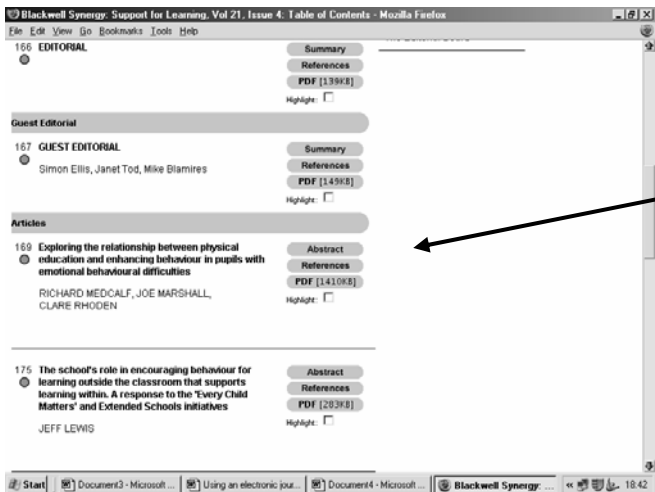 Blackwell Synergy: Support for Learning, Vol 21, Issue 4: Table of Contents - Mozilla Firefox
File Edit View Go Bookmarks Tools Help
166 EDITORIAL
Summary
References
PDF [139KB]
Highlight:
Guest Editorial
167 GUEST EDITORIAL
Simon Ellis, Janet Tod, Mike Blamires
Summary
References
PDF [149KB]
Highlight:
Articles
169 Exploring the relationship between physical
education and enhancing behaviour in pupils with
emotional behavioural difficulties
RICHARD MEDCALF, JOE MARSHALL,
CLARE RHODEN
Abstract
References
PDF [1410KB]
Highlight:
175 The school's role in encouraging behaviour for
learning outside the classroom that supports
learning within. A response to the 'Every Child
Matters' and Extended Schools initiatives
JEFF LEWIS
Abstract
References
PDF [283KB]
Highlight:
Start Document3 - Microsoft ... Using an electronic jour... Document4 - Microsoft ... Blackwell Synergy: ... « 18:42